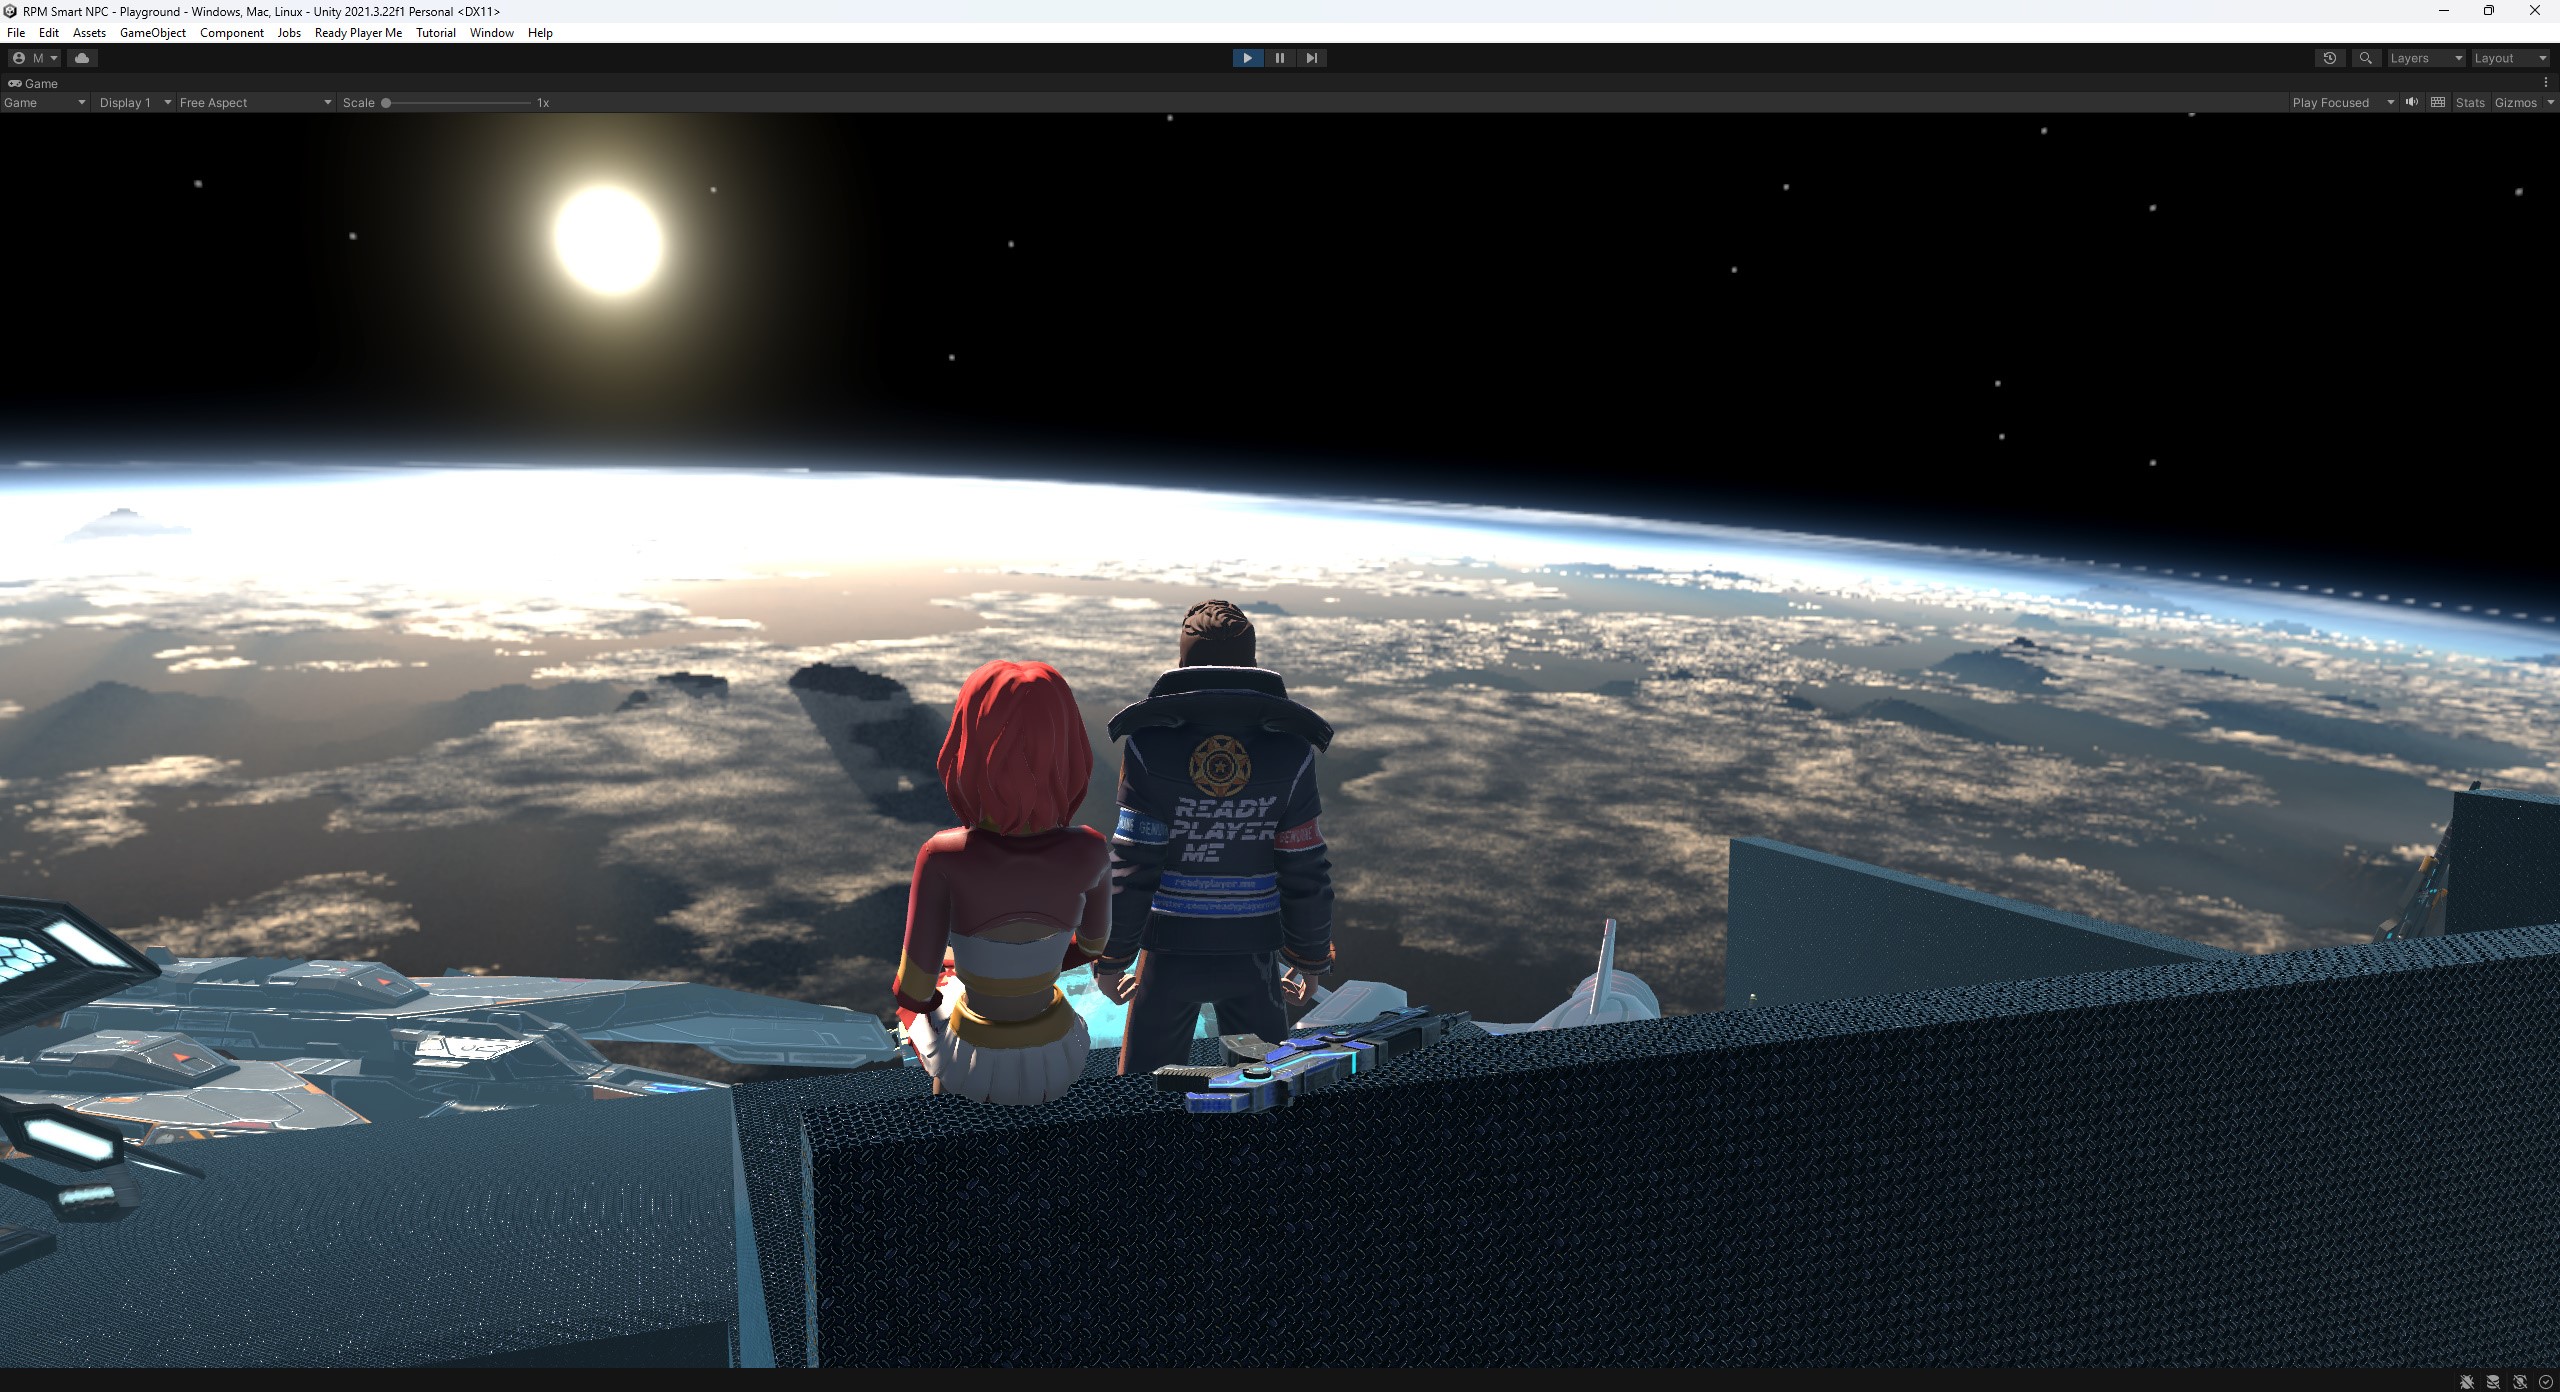 RPM Smart NPC - Playground - Windows, Mac, Linux - Unity 2021.3.22f1 Personal <DX11>
File Edit Assets GameObject Component Jobs Ready Player Me Tutorial Window Help
M Layers Layout
Game
Game Display 1 Free Aspect Scale 1x Play Focused Stats Gizmos
READY
PLAYER
ME
GENUINE
readyplayer.me